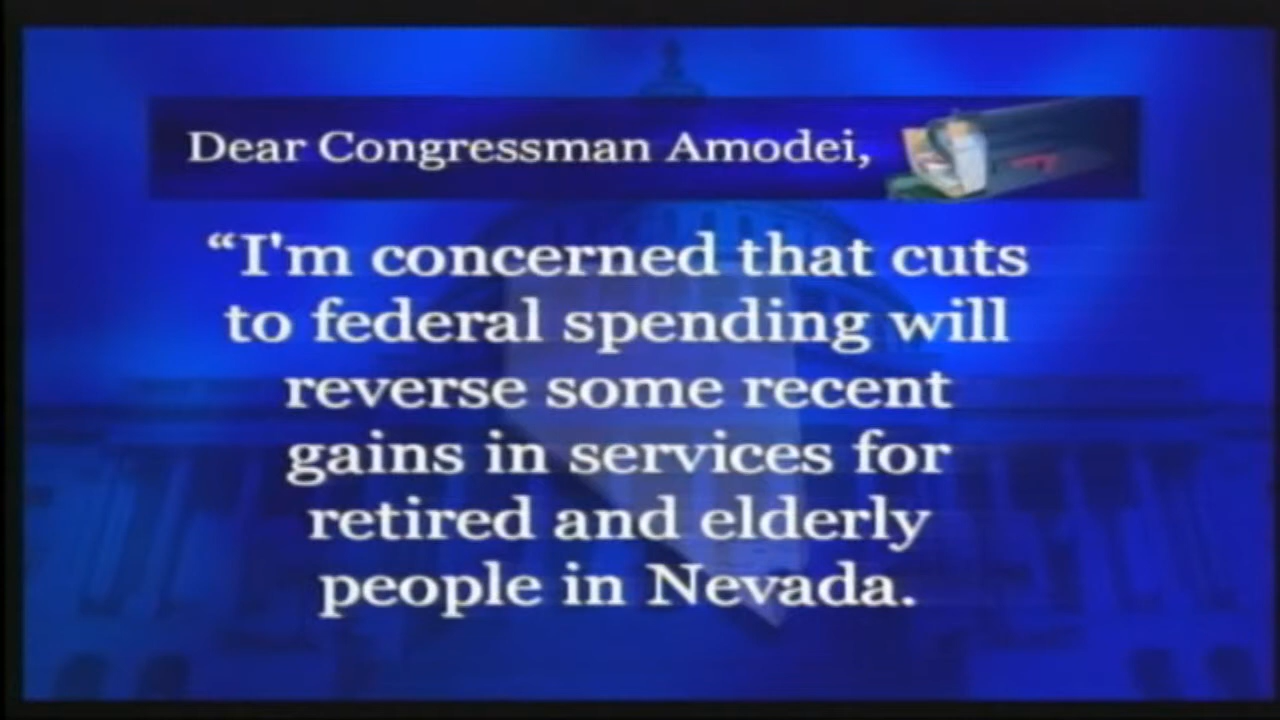 Dear Congressman Amodei,
“I'm concerned that cuts
to federal spending will
reverse some recent
gains in services for
retired and elderly
people in Nevada.